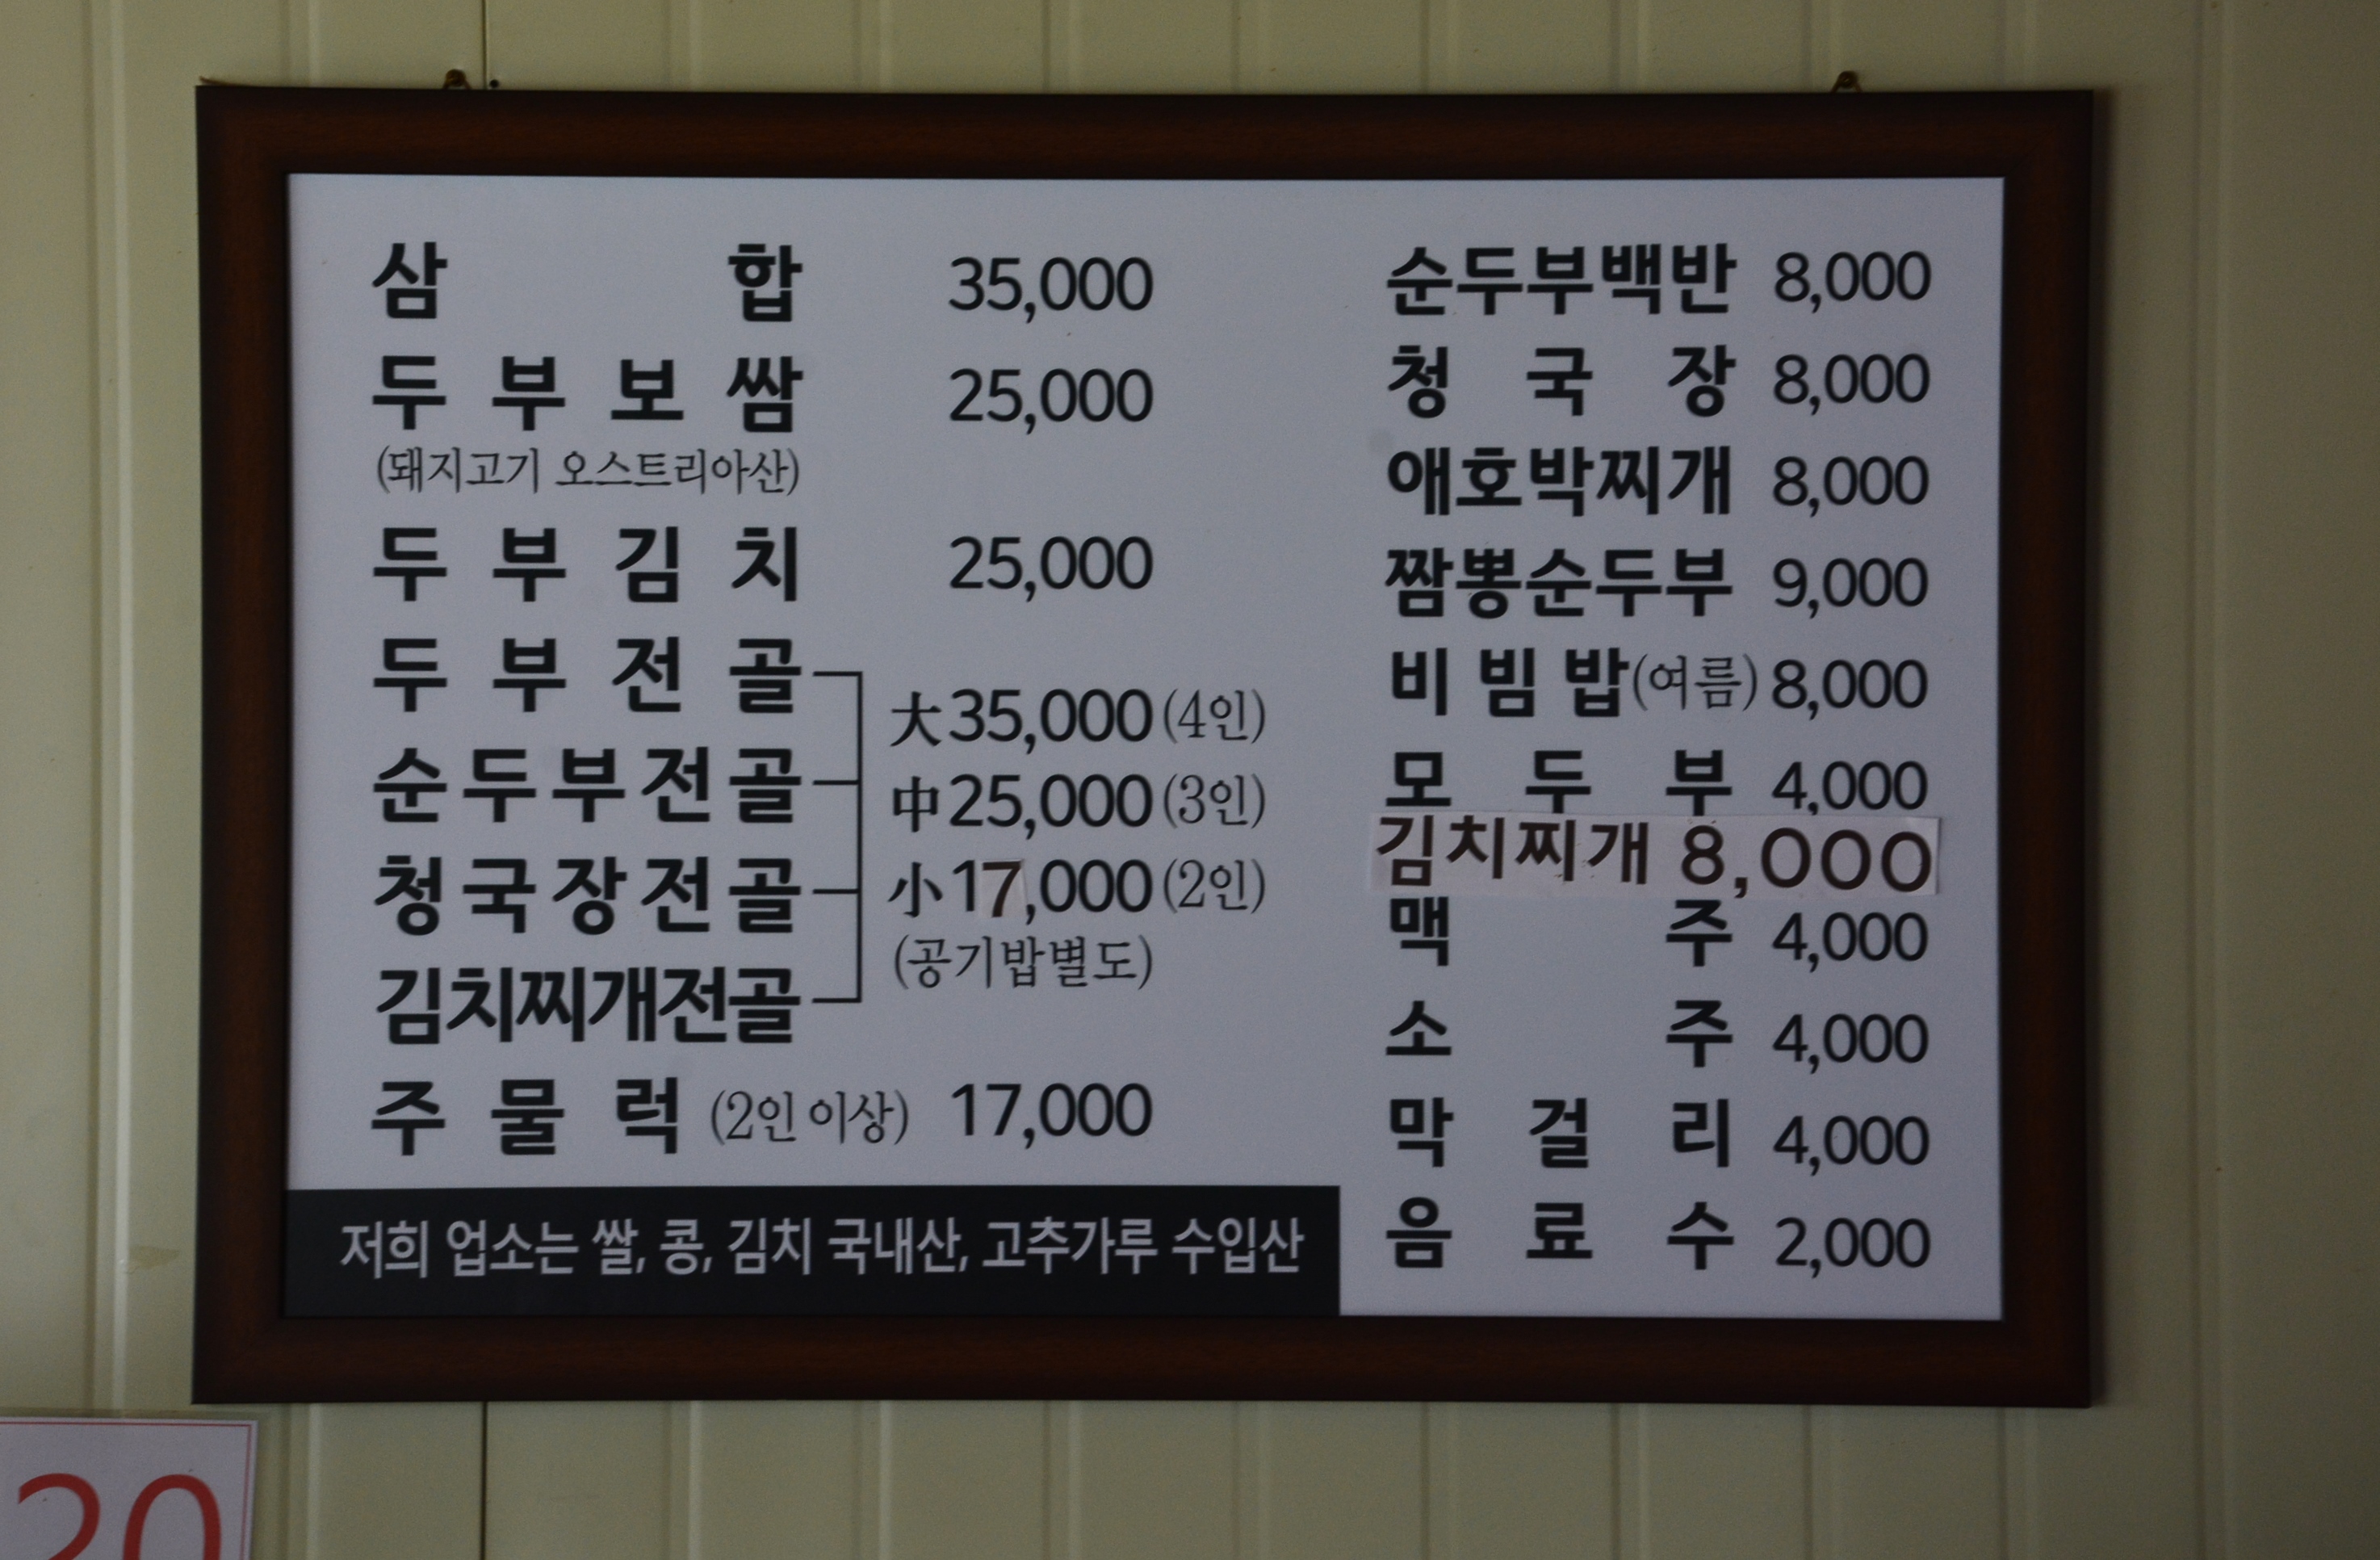 삼합 35,000
두부보쌈 25,000
(돼지고기 오스트리아산)
두부김치 25,000
두부전골
순두부전골
청국장전골
김치찌개전골
大 35,000 (4인)
中 25,000 (3인)
小 17,000 (2인)
(공기밥별도)
주물럭 (2인 이상) 17,000
저희 업소는 쌀, 콩, 김치 국내산, 고추가루 수입산
순두부백반 8,000
청국장 8,000
애호박찌개 8,000
짬뽕순두부 9,000
비빔밥(여름) 8,000
모두부 4,000
김치찌개 8,000
맥주 4,000
소주 4,000
막걸리 4,000
음료수 2,000
20